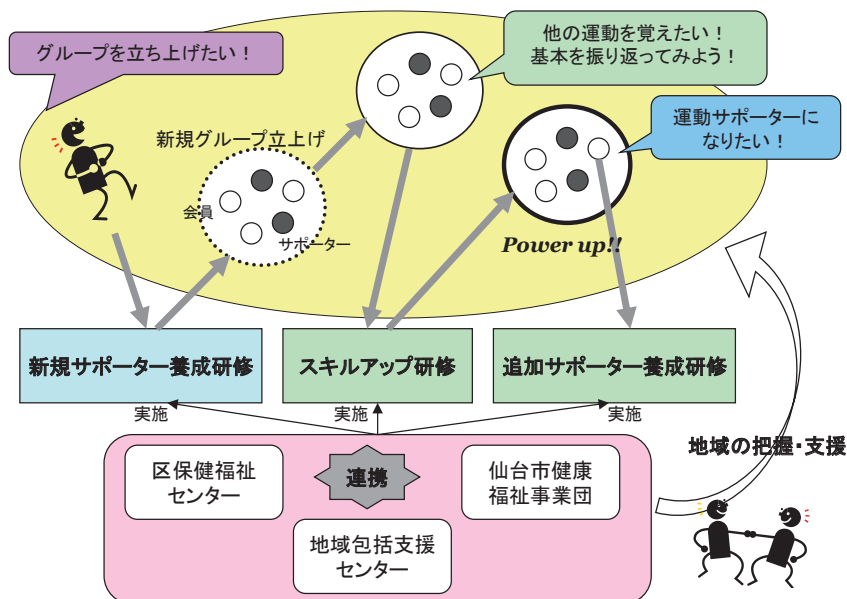 グループを立ち上げたい！
他の運動を覚えたい！
基本を振り返ってみよう！
運動サポーターに
なりたい！
新規グループ立上げ
会員
サポーター
Power up!!
新規サポーター養成研修
スキルアップ研修
追加サポーター養成研修
実施
実施
実施
地域の把握・支援
区保健福祉
センター
連携
仙台市健康
福祉事業団
地域包括支援
センター